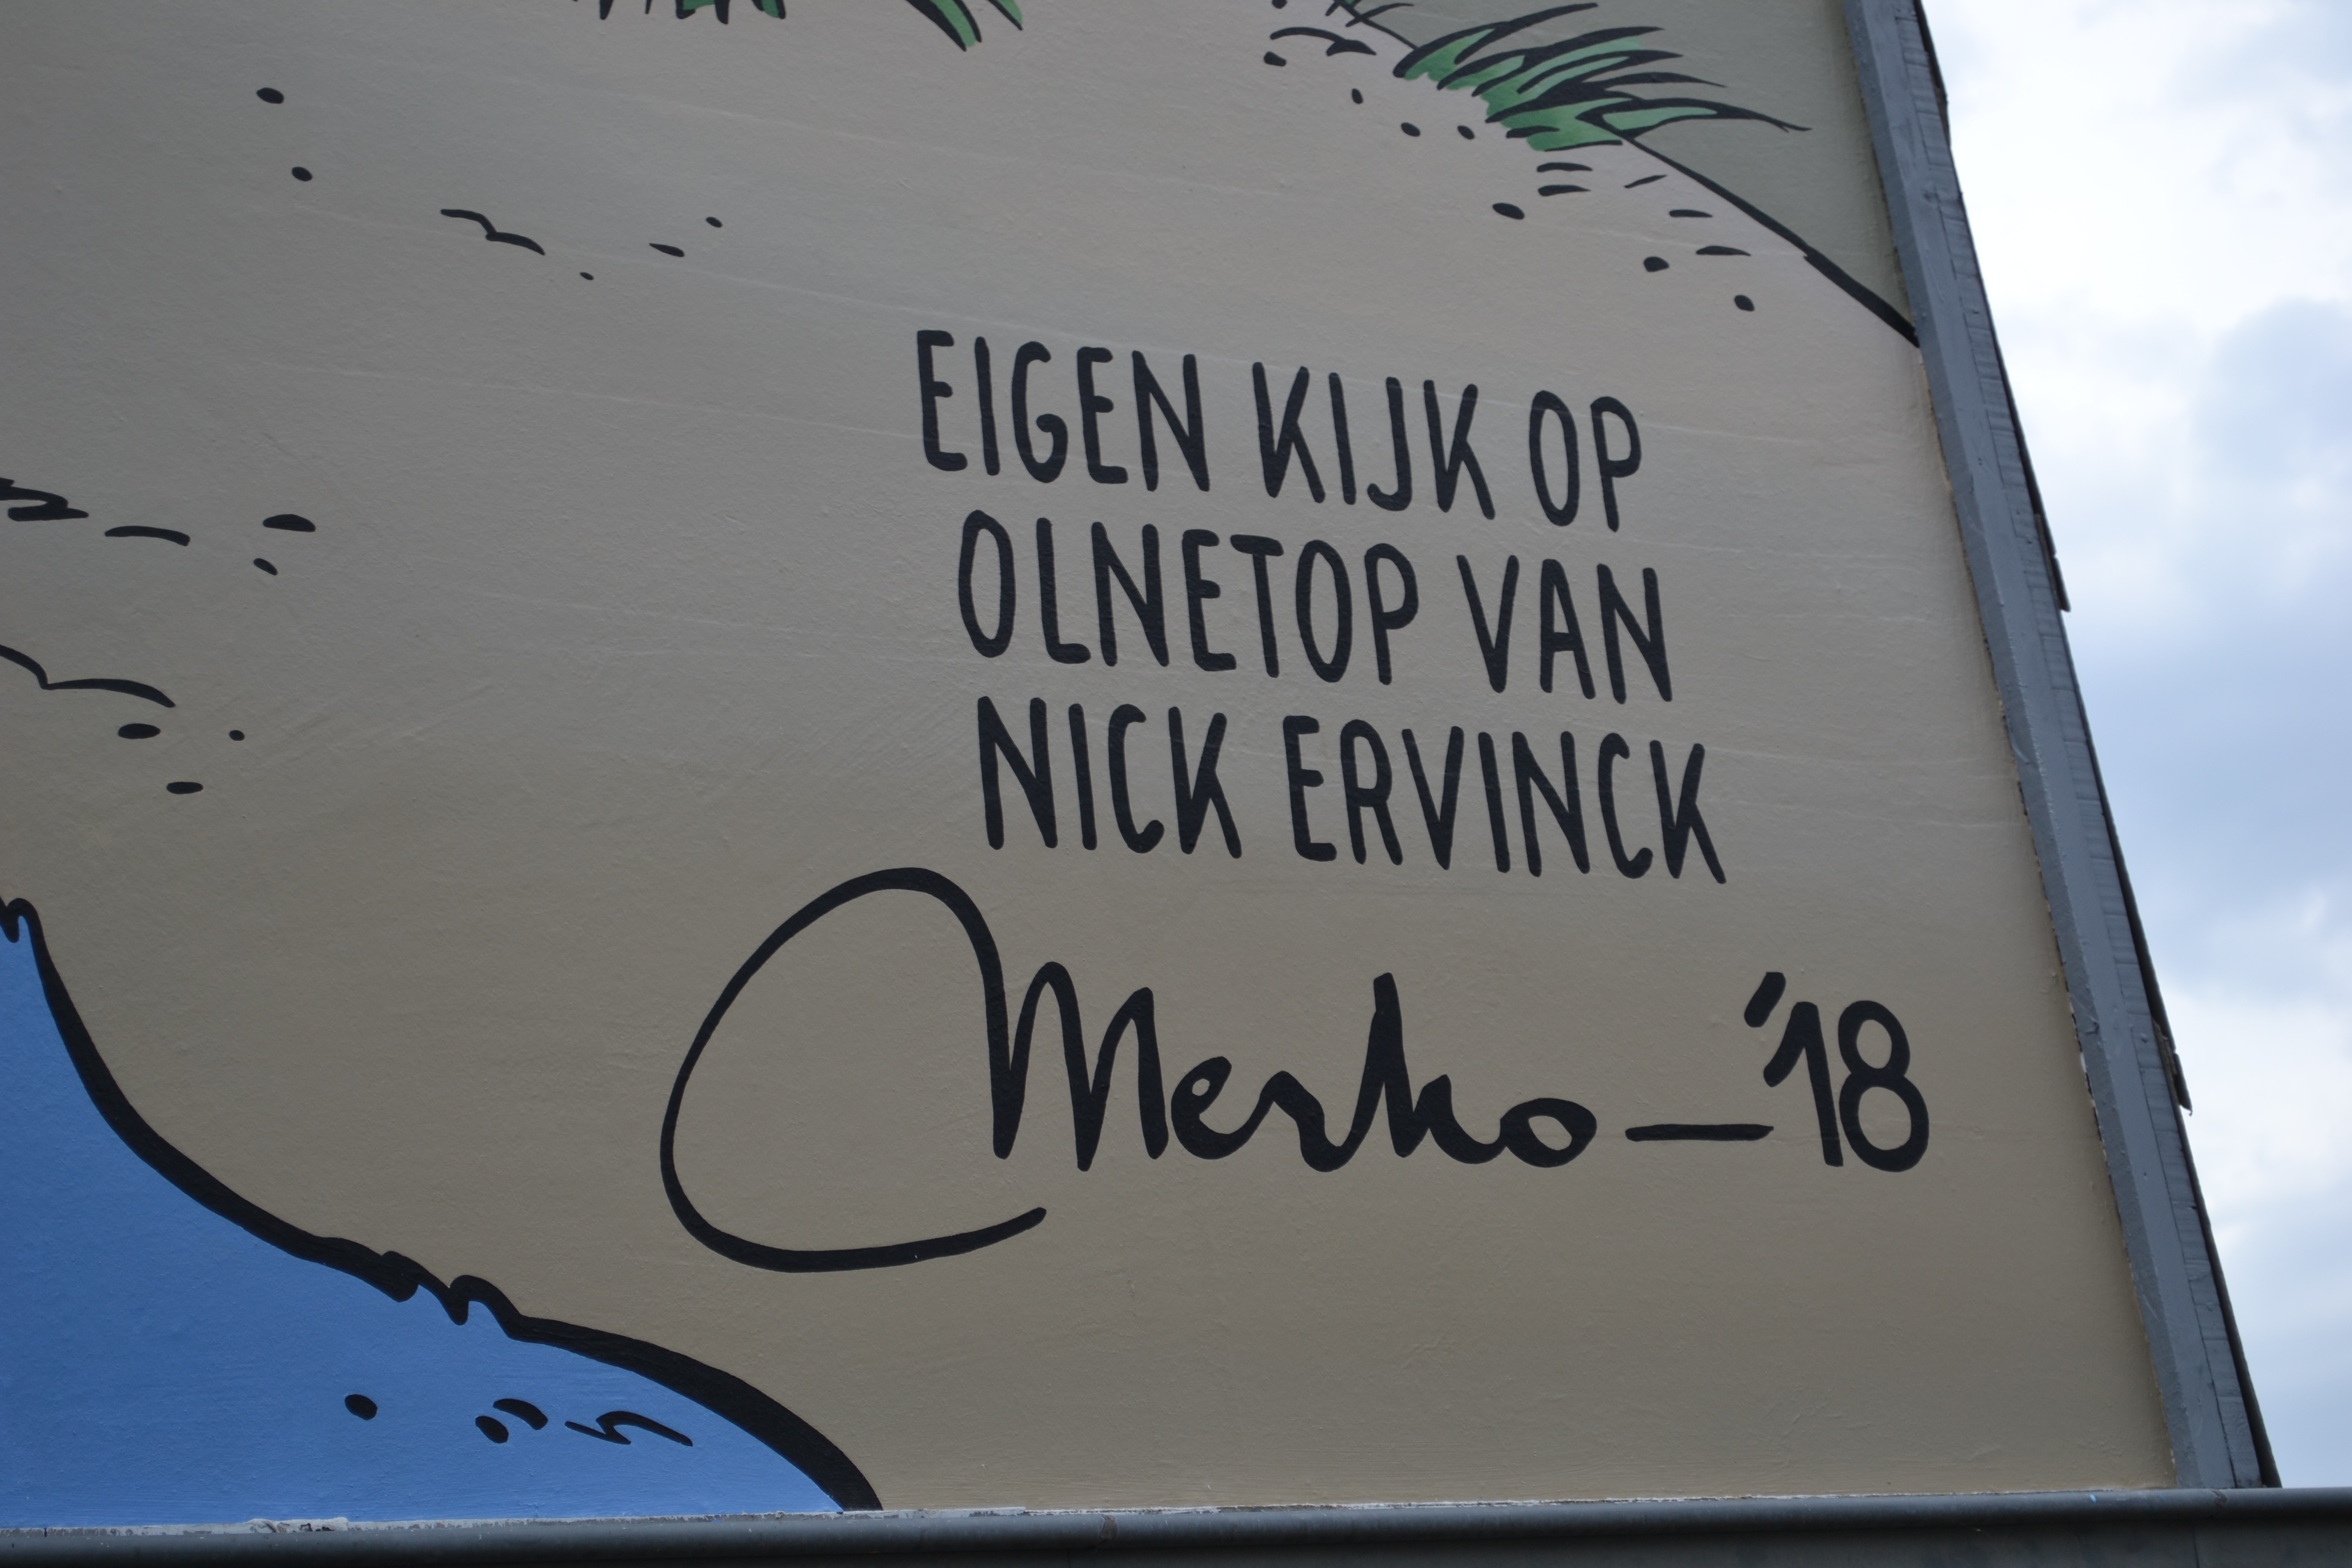 EIGEN KIJK OP
OLNETOP VAN
NICK ERVINCK
Merho – '18